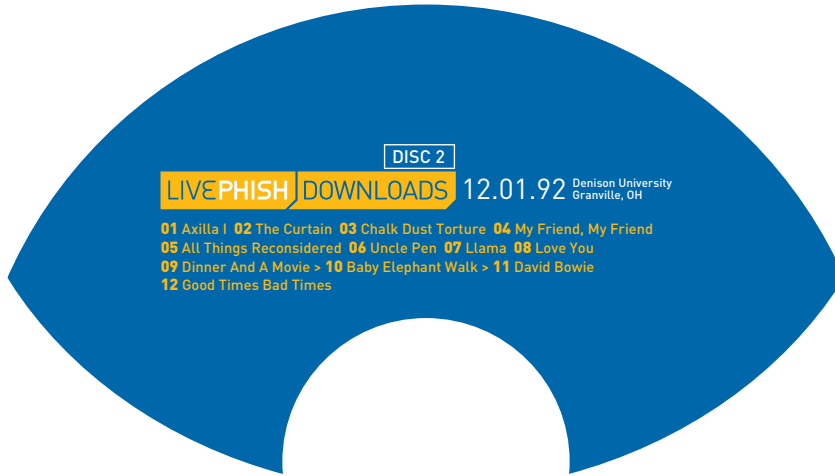 DISC 2
LIVEPHISH DOWNLOADS 12.01.92 Denison University
Granville, OH
01 Axilla I 02 The Curtain 03 Chalk Dust Torture 04 My Friend, My Friend
05 All Things Reconsidered 06 Uncle Pen 07 Llama 08 Love You
09 Dinner And A Movie > 10 Baby Elephant Walk > 11 David Bowie
12 Good Times Bad Times